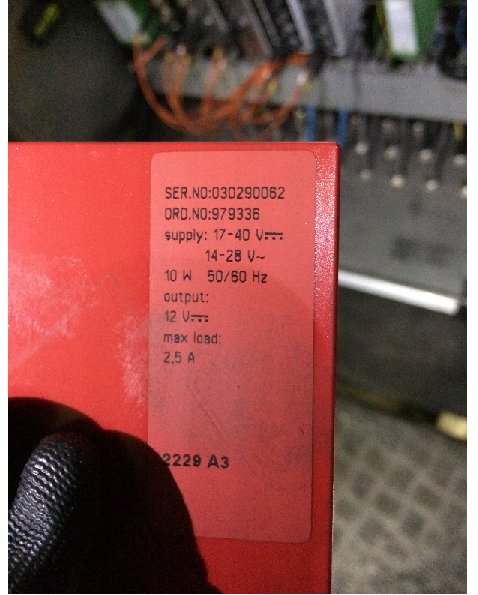 SER.NO:030290062
ORD.NO:979336
supply: 17-40 V⎓
14-28 V~
10 W 50/60 Hz
output:
12 V⎓
max load:
2,5 A
2229 A3